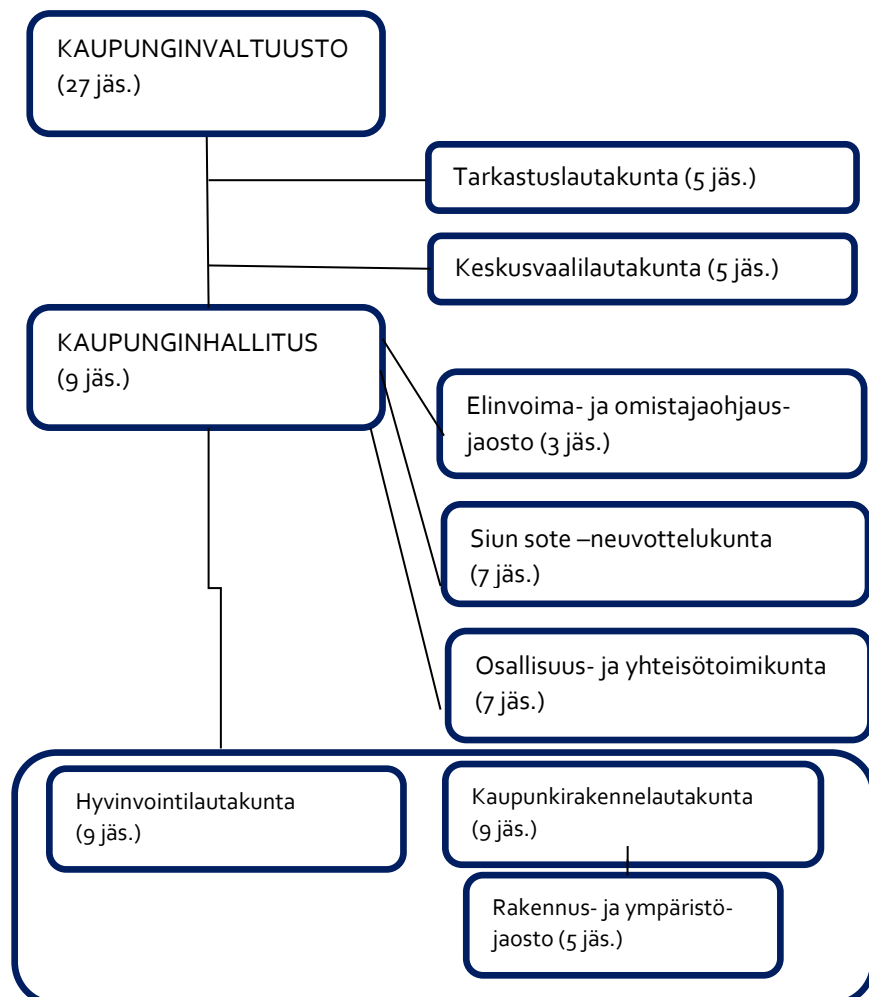 KAUPUNGINVALTUUSTO
(27 jäs.)
Tarkastuslautakunta (5 jäs.)
Keskusvaalilautakunta (5 jäs.)
KAUPUNGINHALLITUS
(9 jäs.)
Elinvoima- ja omistajaohjaus-
jaosto (3 jäs.)
Siun sote –neuvottelukunta
(7 jäs.)
Osallisuus- ja yhteisötoimikunta
(7 jäs.)
Hyvinvointilautakunta
(9 jäs.)
Kaupunkirakennelautakunta
(9 jäs.)
Rakennus- ja ympäristö-
jaosto (5 jäs.)